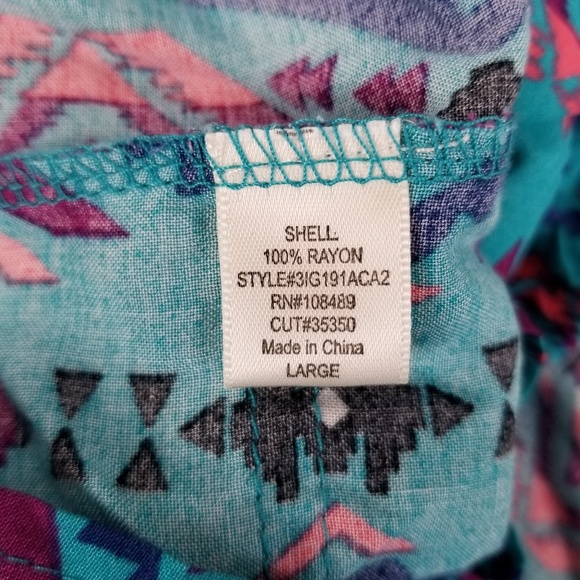 SHELL
100% RAYON
STYLE#3IG191ACA2
RN#108489
CUT#35350
Made in China
LARGE